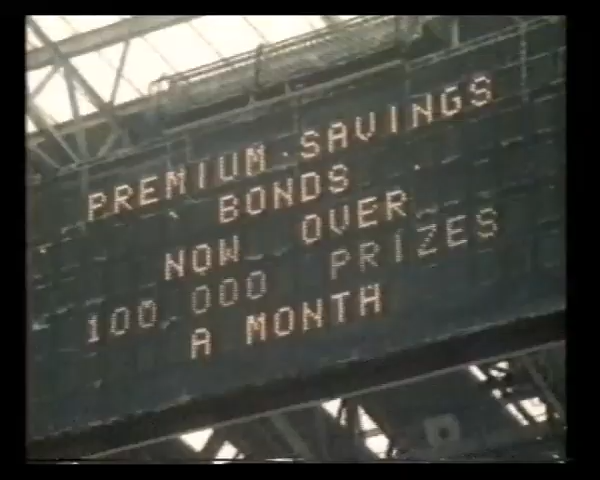 PREMIUM SAVINGS
BONDS
NOW OVER
100,000 PRIZES
A MONTH